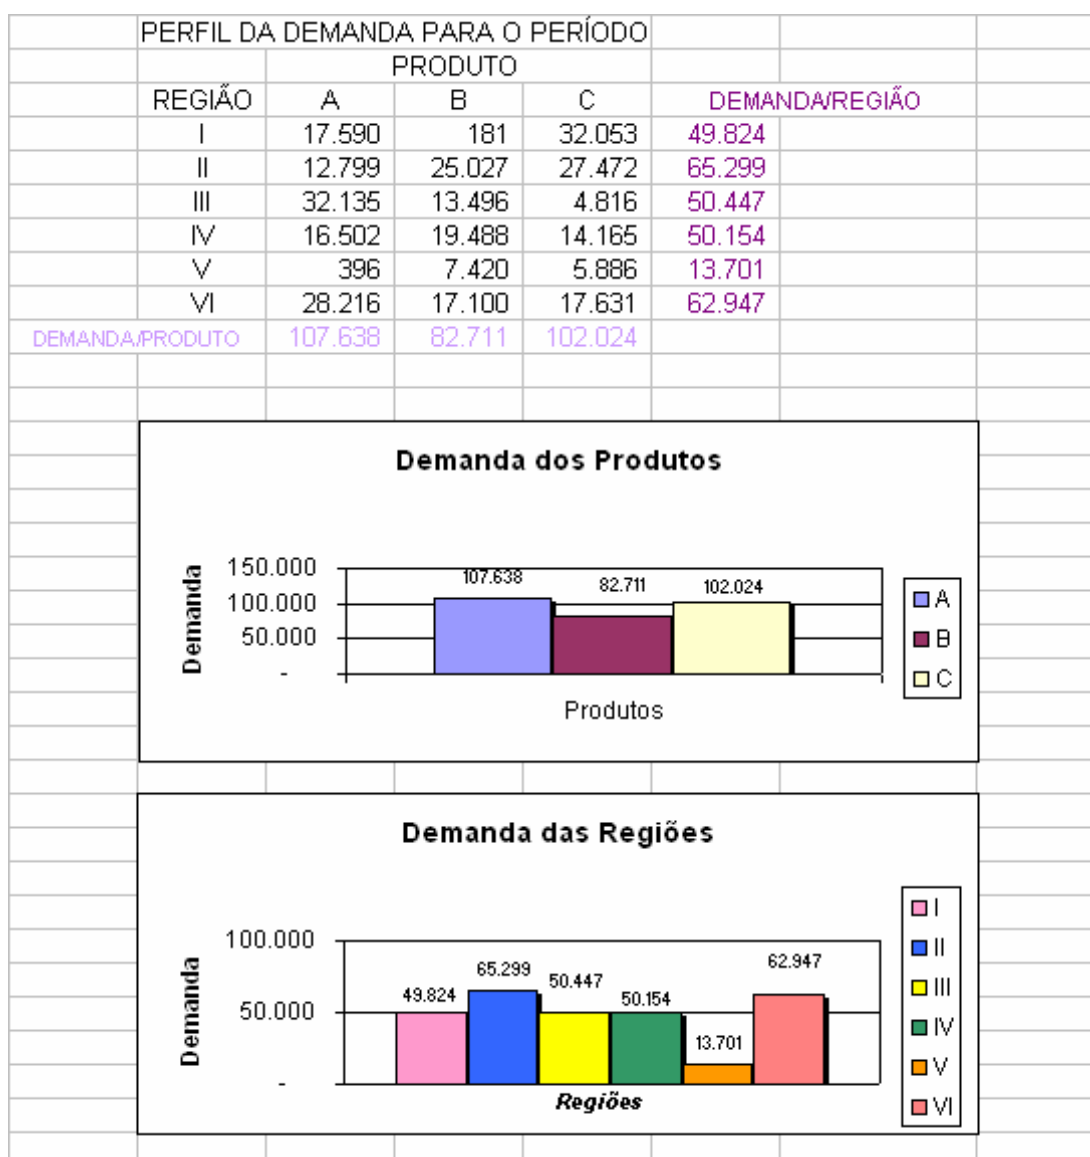 PERFIL DA DEMANDA PARA O PERÍODO
PRODUTO
REGIÃO A B C DEMANDA/REGIÃO
I 17.590 181 32.053 49.824
II 12.799 25.027 27.472 65.299
III 32.135 13.496 4.816 50.447
IV 16.502 19.488 14.165 50.154
V 396 7.420 5.886 13.701
VI 28.216 17.100 17.631 62.947
DEMANDA/PRODUTO 107.638 82.711 102.024
Demanda dos Produtos
Demanda
150.000
100.000
50.000
-
107.638 82.711 102.024
Produtos
A
B
C
Demanda das Regiões
Demanda
100.000
50.000
-
49.824 65.299 50.447 50.154 13.701 62.947
Regiões
I
II
III
IV
V
VI